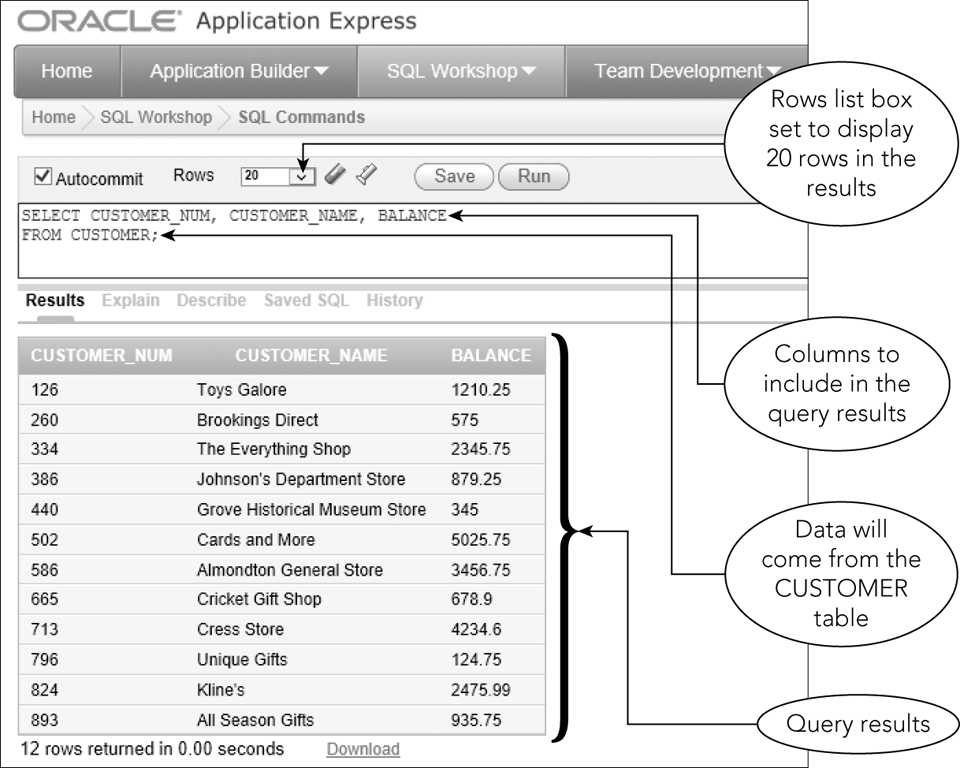 ORACLE® Application Express
Home Application Builder SQL Workshop Team Development
Home SQL Workshop SQL Commands
Autocommit Rows 20 Save Run
SELECT CUSTOMER_NUM, CUSTOMER_NAME, BALANCE
FROM CUSTOMER;
Results Explain Describe Saved SQL History
CUSTOMER_NUM CUSTOMER_NAME BALANCE
126 Toys Galore 1210.25
260 Brookings Direct 575
334 The Everything Shop 2345.75
386 Johnson's Department Store 879.25
440 Grove Historical Museum Store 345
502 Cards and More 5025.75
586 Almondton General Store 3456.75
665 Cricket Gift Shop 678.9
713 Cress Store 4234.6
796 Unique Gifts 124.75
824 Kline's 2475.99
893 All Season Gifts 935.75
12 rows returned in 0.00 seconds Download
Rows list box
set to display
20 rows in the
results
Columns to
include in the
query results
Data will
come from the
CUSTOMER
table
Query results